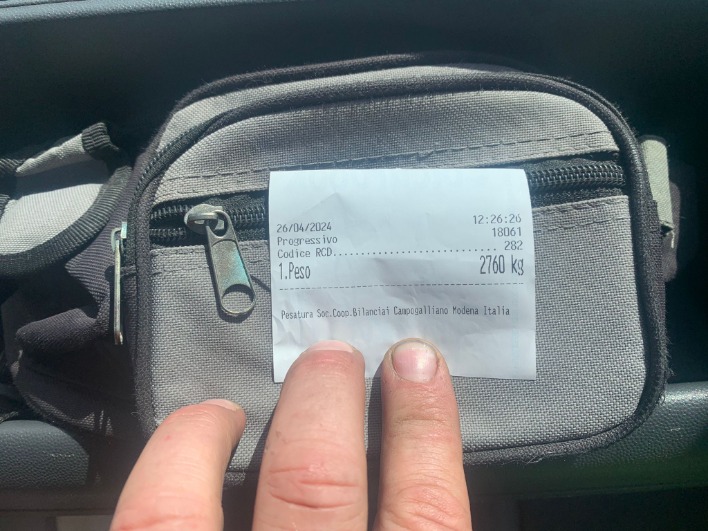 26/04/2024 12:26:26
Progressivo 18061
Codice RCD............................ 282
1.Peso 2760 kg
Pesatura Soc.Coop.Bilanciai Campogalliano Modena Italia